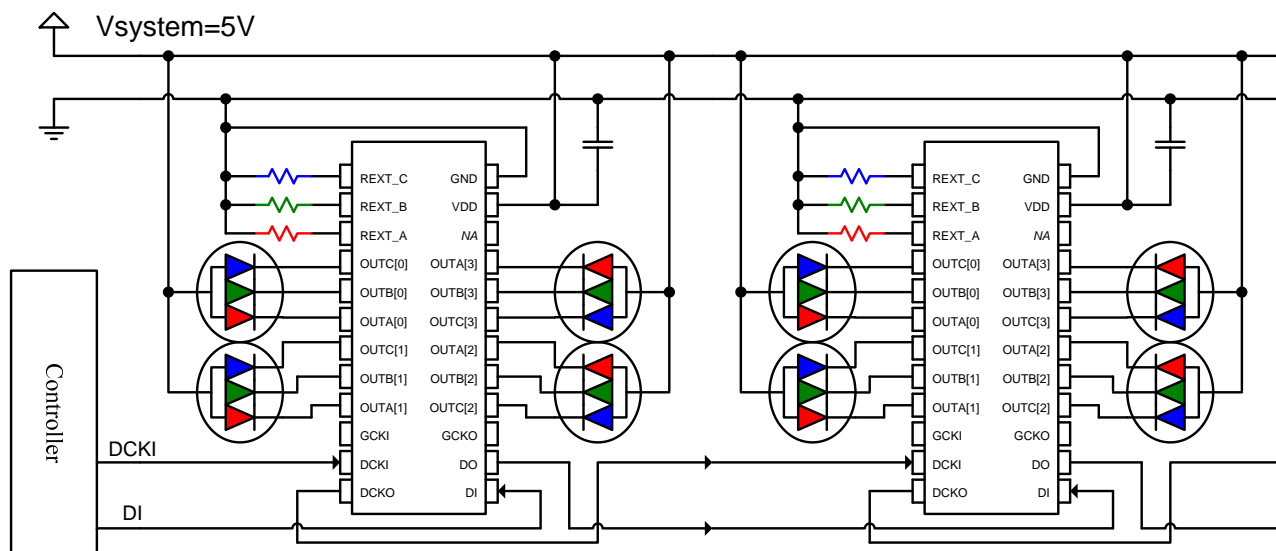 Vsystem=5V
REXT_C GND
REXT_B VDD
REXT_A NA
OUTC[0] OUTA[3]
OUTB[0] OUTB[3]
OUTA[0] OUTC[3]
OUTC[1] OUTA[2]
OUTB[1] OUTB[2]
OUTA[1] OUTC[2]
GCKI GCKO
DCKI DO
DCKO DI
REXT_C GND
REXT_B VDD
REXT_A NA
OUTC[0] OUTA[3]
OUTB[0] OUTB[3]
OUTA[0] OUTC[3]
OUTC[1] OUTA[2]
OUTB[1] OUTB[2]
OUTA[1] OUTC[2]
GCKI GCKO
DCKI DO
DCKO DI
Controller
DCKI
DI